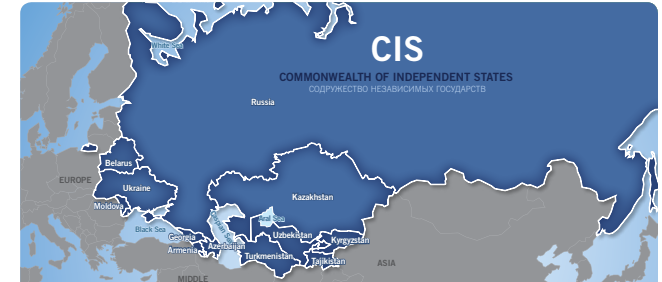 CIS
COMMONWEALTH OF INDEPENDENT STATES
СОДРУЖЕСТВО НЕЗАВИСИМЫХ ГОСУДАРСТВ
White Sea
Russia
Belarus
EUROPE
Ukraine
Moldova
Kazakhstan
Black Sea
Aral Sea
Georgia
Uzbekistan
Kyrgyzstan
Armenia
Azerbaijan
Turkmenistan
Tajikistan
ASIA
MIDDLE